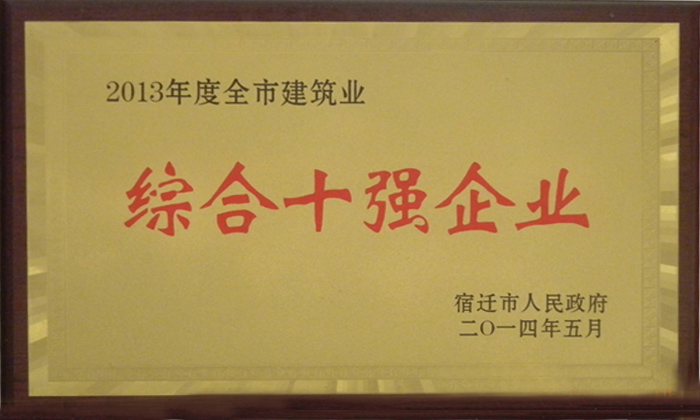 2013年度全市建筑业
综合十强企业
宿迁市人民政府
二〇一四年五月